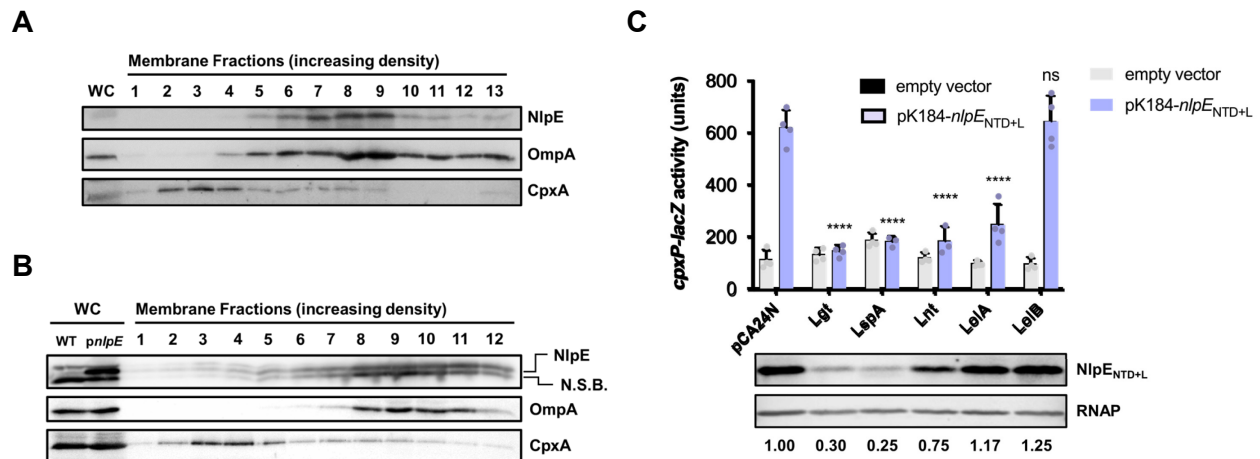 A
Membrane Fractions (increasing density)
WC 1 2 3 4 5 6 7 8 9 10 11 12 13
NlpE
OmpA
CpxA
B
WC
Membrane Fractions (increasing density)
WT pnlpE 1 2 3 4 5 6 7 8 9 10 11 12
NlpE
N.S.B.
OmpA
CpxA
C
cpxP-lacZ activity (units)
800
600
400
200
0
empty vector
pK184-nlpENTD+L
empty vector
pK184-nlpENTD+L
**** **** **** **** ns
pCA24N Lgt LspA Lnt LolA LolB
NlpENTD+L
RNAP
1.00 0.30 0.25 0.75 1.17 1.25